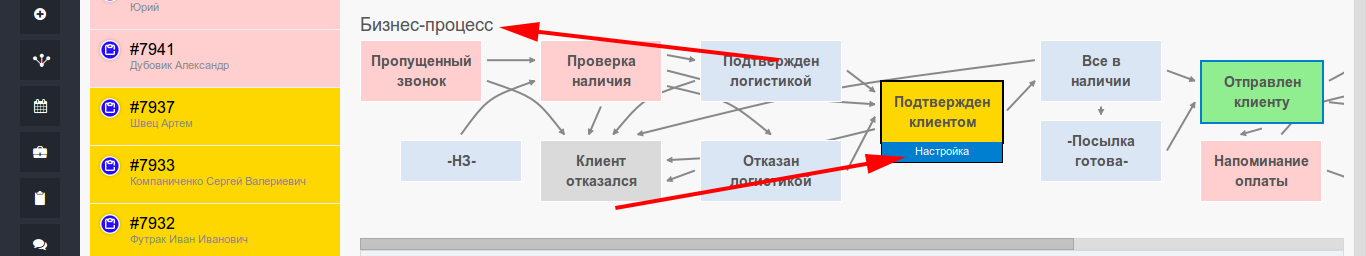 Юрий
#7941
Дубовик Александр
#7937
Швец Артем
#7933
Компаниченко Сергей Валериевич
#7932
Футрак Иван Иванович
Бизнес-процесс
Пропущенный
звонок
Проверка
наличия
Подтвержден
логистикой
Подтвержден
клиентом
Настройка
Все в
наличии
Отправлен
клиенту
-НЗ-
Клиент
отказался
Отказан
логистикой
-Посылка
готова-
Напоминание
оплаты